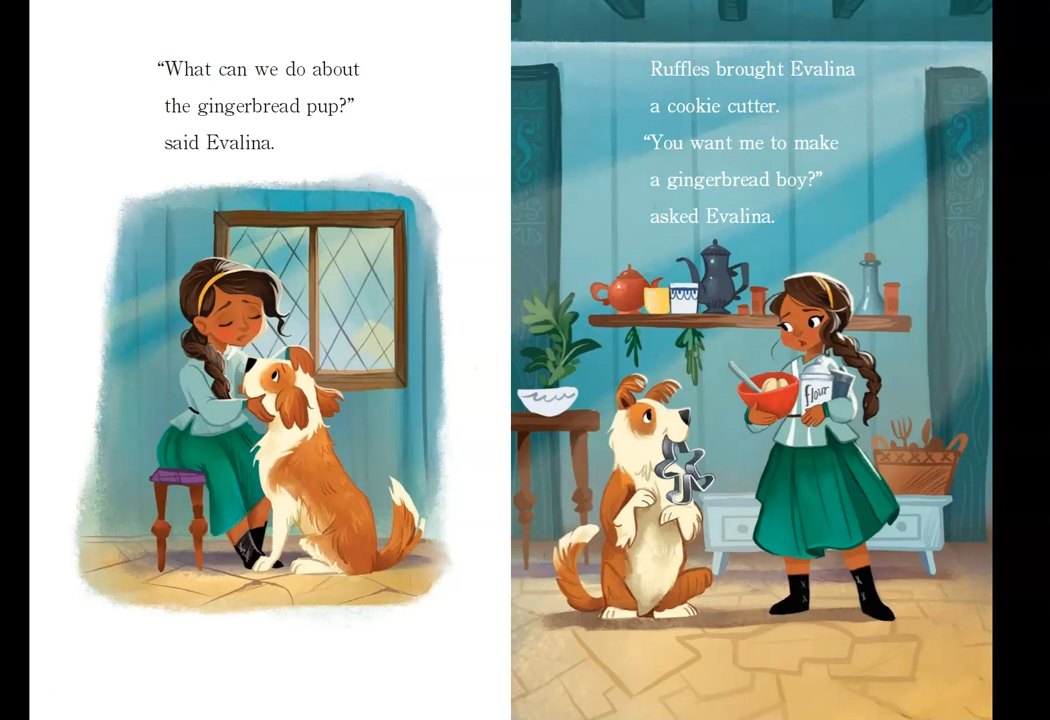 “What can we do about
the gingerbread pup?”
said Evalina.
Ruffles brought Evalina
a cookie cutter.
“You want me to make
a gingerbread boy?”
asked Evalina.
flour